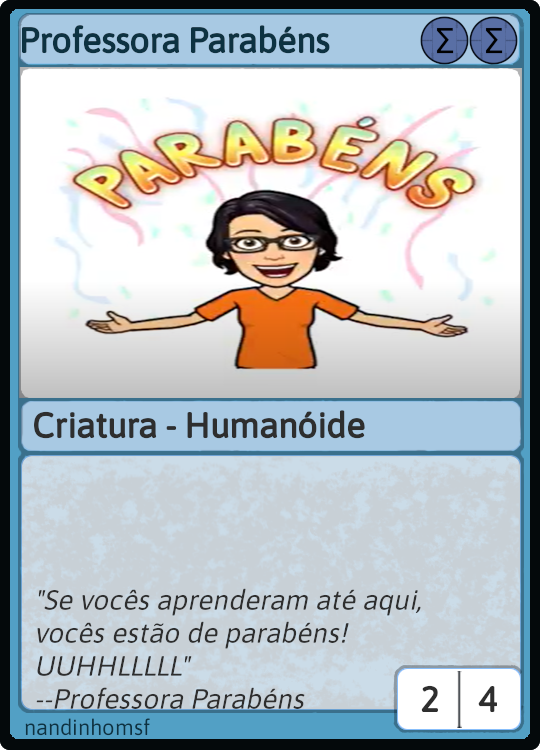 Professora Parabéns Σ Σ
PARABÉNS
Criatura - Humanóide
"Se vocês aprenderam até aqui,
vocês estão de parabéns!
UUHHLLLLL"
--Professora Parabéns
2 4
nandinhomsf